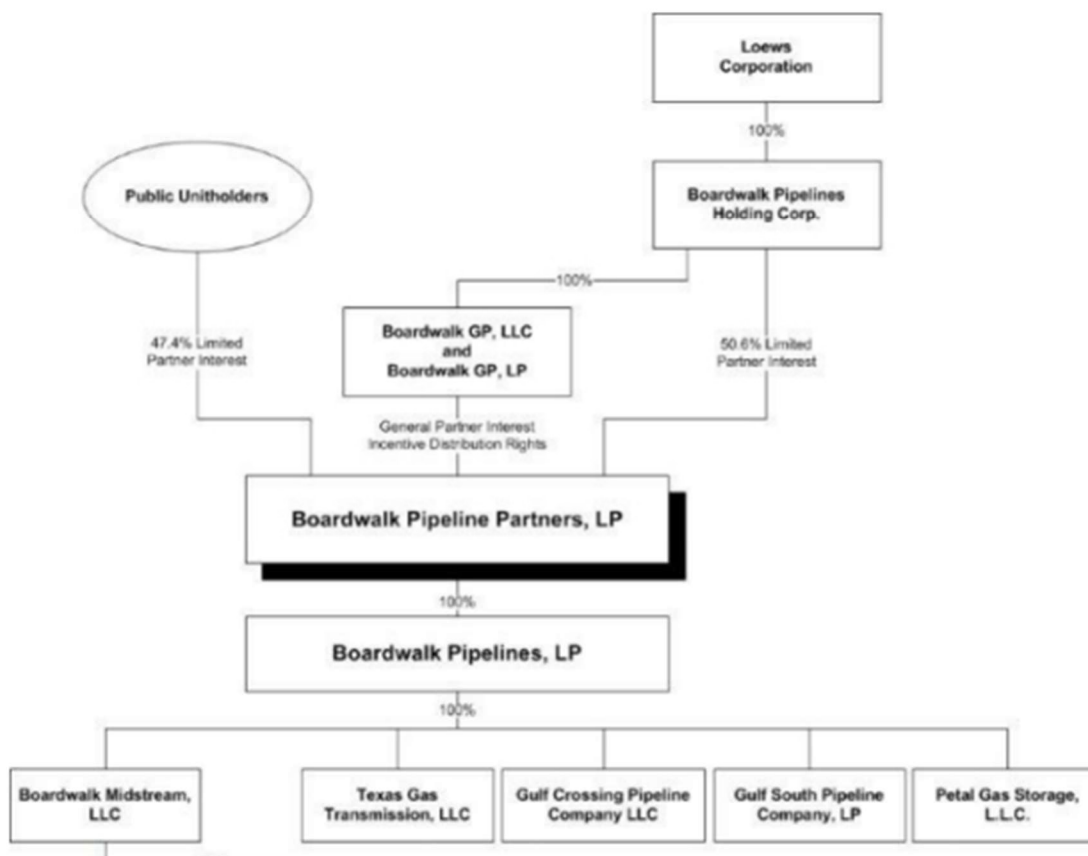 Loews
Corporation
100%
Public Unitholders
Boardwalk Pipelines
Holding Corp.
100%
47.4% Limited
Partner Interest
Boardwalk GP, LLC
and
Boardwalk GP, LP
50.6% Limited
Partner Interest
General Partner Interest
Incentive Distribution Rights
Boardwalk Pipeline Partners, LP
100%
Boardwalk Pipelines, LP
100%
Boardwalk Midstream,
LLC
Texas Gas
Transmission, LLC
Gulf Crossing Pipeline
Company LLC
Gulf South Pipeline
Company, LP
Petal Gas Storage,
L.L.C.